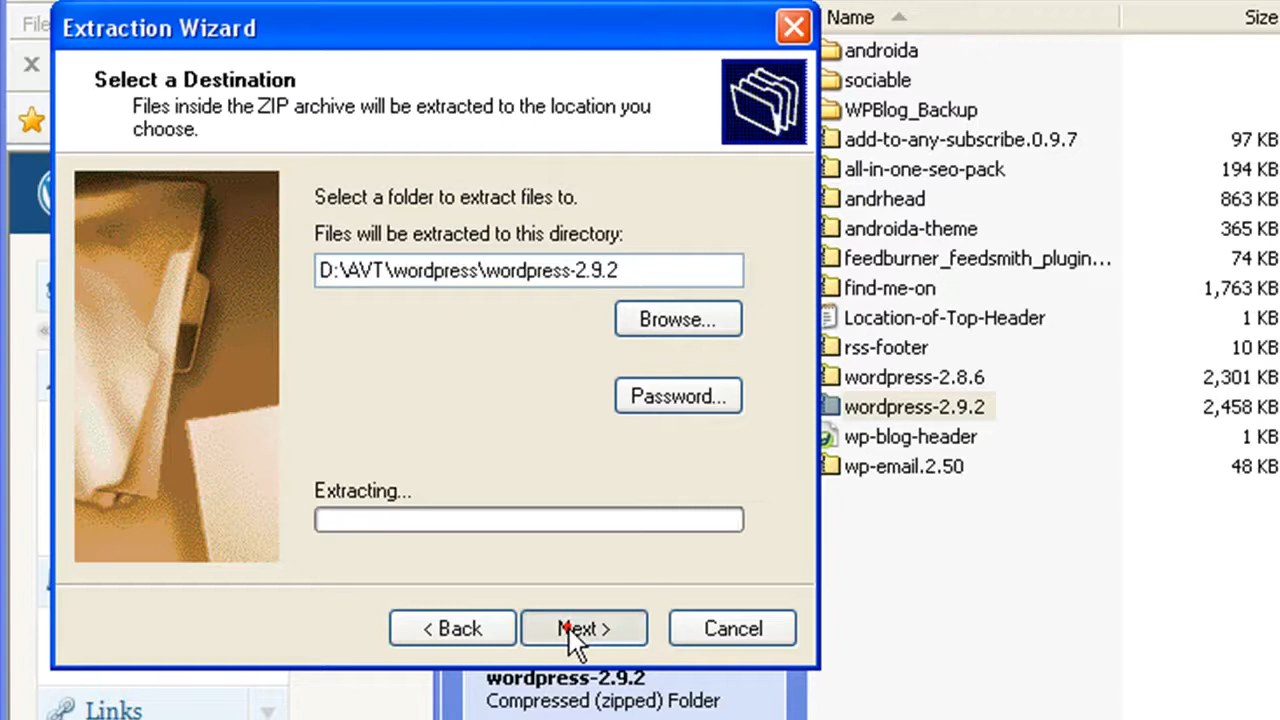 File
Extraction Wizard
Select a Destination
Files inside the ZIP archive will be extracted to the location you
choose.
Select a folder to extract files to.
Files will be extracted to this directory:
D:\AVT\wordpress\wordpress-2.9.2
Browse...
Password...
Extracting...
< Back
Next >
Cancel
Name
Size
androida
sociable
WPBlog_Backup
add-to-any-subscribe.0.9.7 97 KB
all-in-one-seo-pack 194 KB
andrhead 863 KB
androida-theme 365 KB
feedburner_feedsmith_plugin... 74 KB
find-me-on 1,763 KB
Location-of-Top-Header 1 KB
rss-footer 10 KB
wordpress-2.8.6 2,301 KB
wordpress-2.9.2 2,458 KB
wp-blog-header 1 KB
wp-email.2.50 48 KB
wordpress-2.9.2
Compressed (zipped) Folder
Links